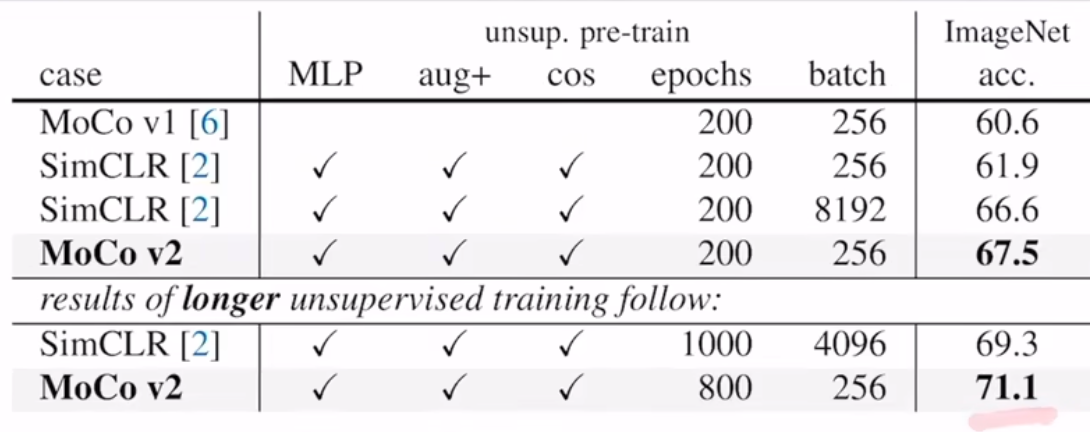 unsup. pre-train ImageNet
case MLP aug+ cos epochs batch acc.
MoCo v1 [6] 200 256 60.6
SimCLR [2] ✓ ✓ ✓ 200 256 61.9
SimCLR [2] ✓ ✓ ✓ 200 8192 66.6
MoCo v2 ✓ ✓ ✓ 200 256 67.5
results of longer unsupervised training follow:
SimCLR [2] ✓ ✓ ✓ 1000 4096 69.3
MoCo v2 ✓ ✓ ✓ 800 256 71.1